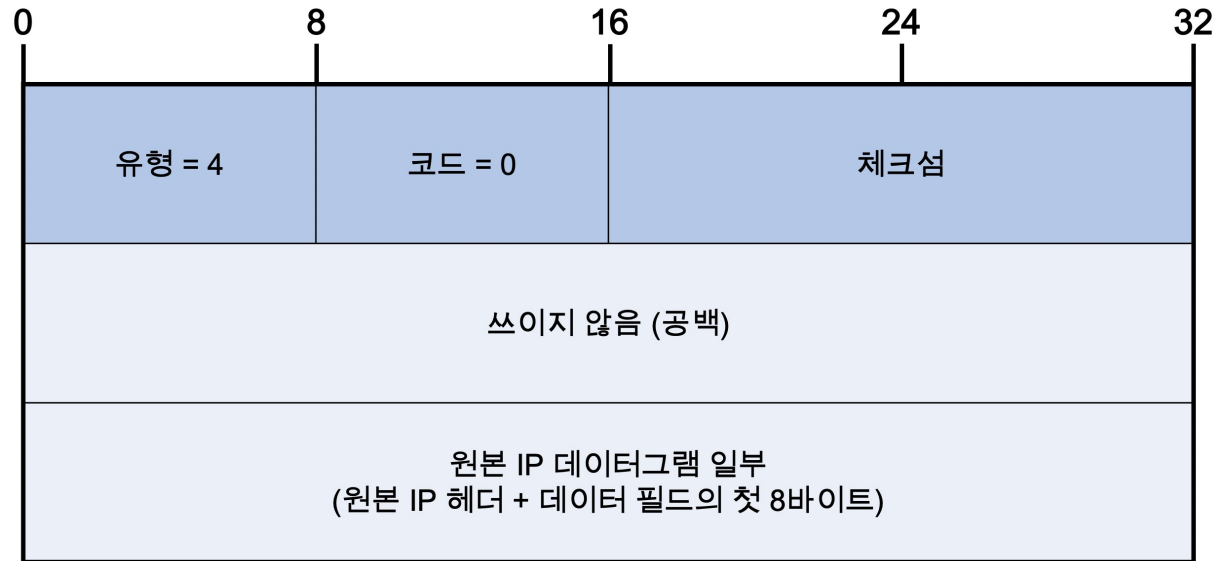 0 8 16 24 32
유형 = 4 코드 = 0 체크섬
쓰이지 않음 (공백)
원본 IP 데이터그램 일부
(원본 IP 헤더 + 데이터 필드의 첫 8바이트)